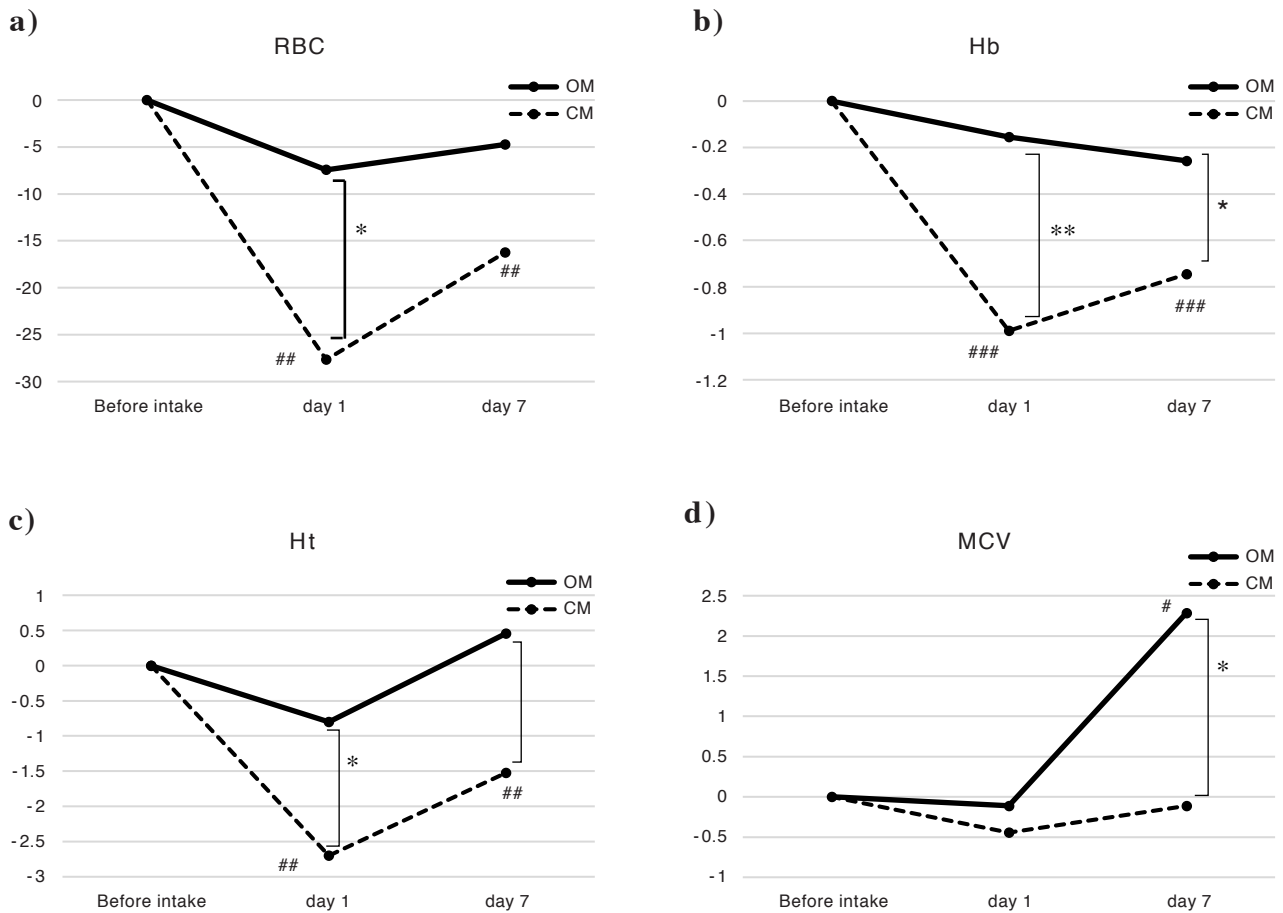 a)
RBC
OM
CM
0
-5
-10
-15
-20
-25
-30
*
##
##
Before intake day 1 day 7
b)
Hb
OM
CM
0
-0.2
-0.4
-0.6
-0.8
-1
-1.2
**
*
###
###
Before intake day 1 day 7
c)
Ht
OM
CM
1
0.5
0
-0.5
-1
-1.5
-2
-2.5
-3
*
##
##
Before intake day 1 day 7
d)
MCV
OM
CM
2.5
2
1.5
1
0.5
0
-0.5
-1
#
*
Before intake day 1 day 7